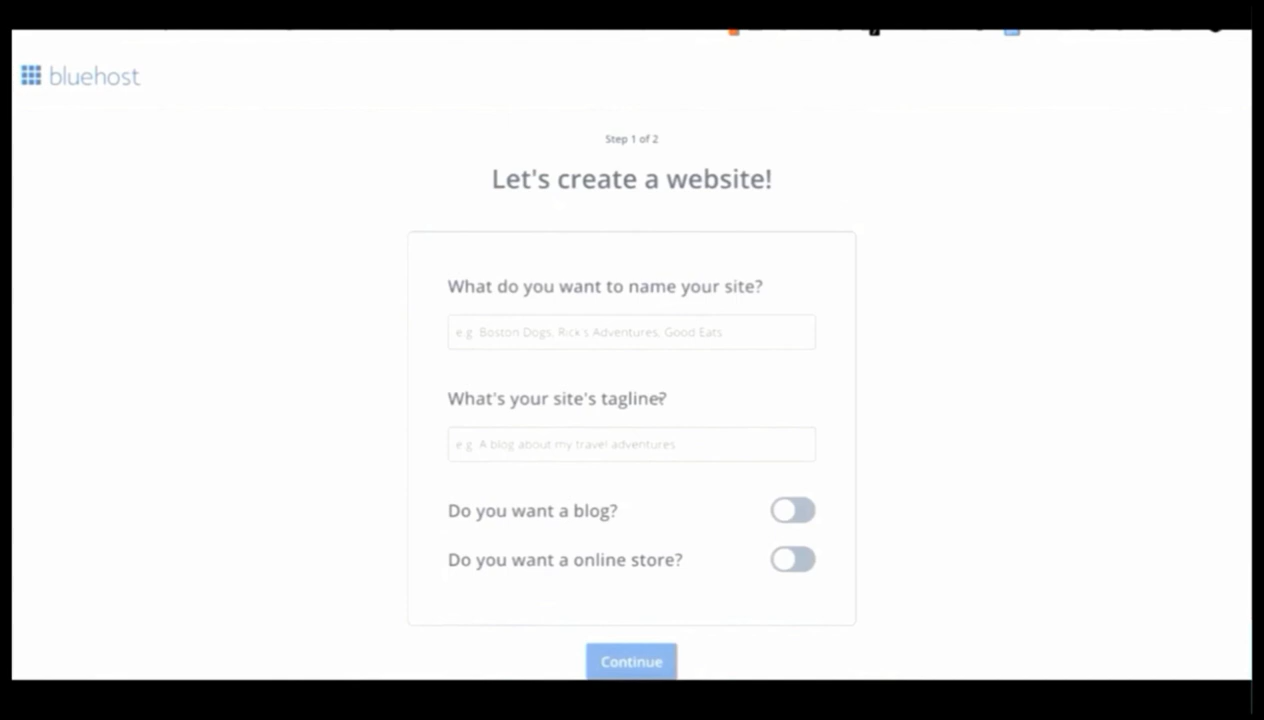 bluehost
Step 1 of 2
Let's create a website!
What do you want to name your site?
e.g. Boston Dogs, Rick's Adventures, Good Eats
What's your site's tagline?
e.g. A blog about my travel adventures
Do you want a blog?
Do you want a online store?
Continue